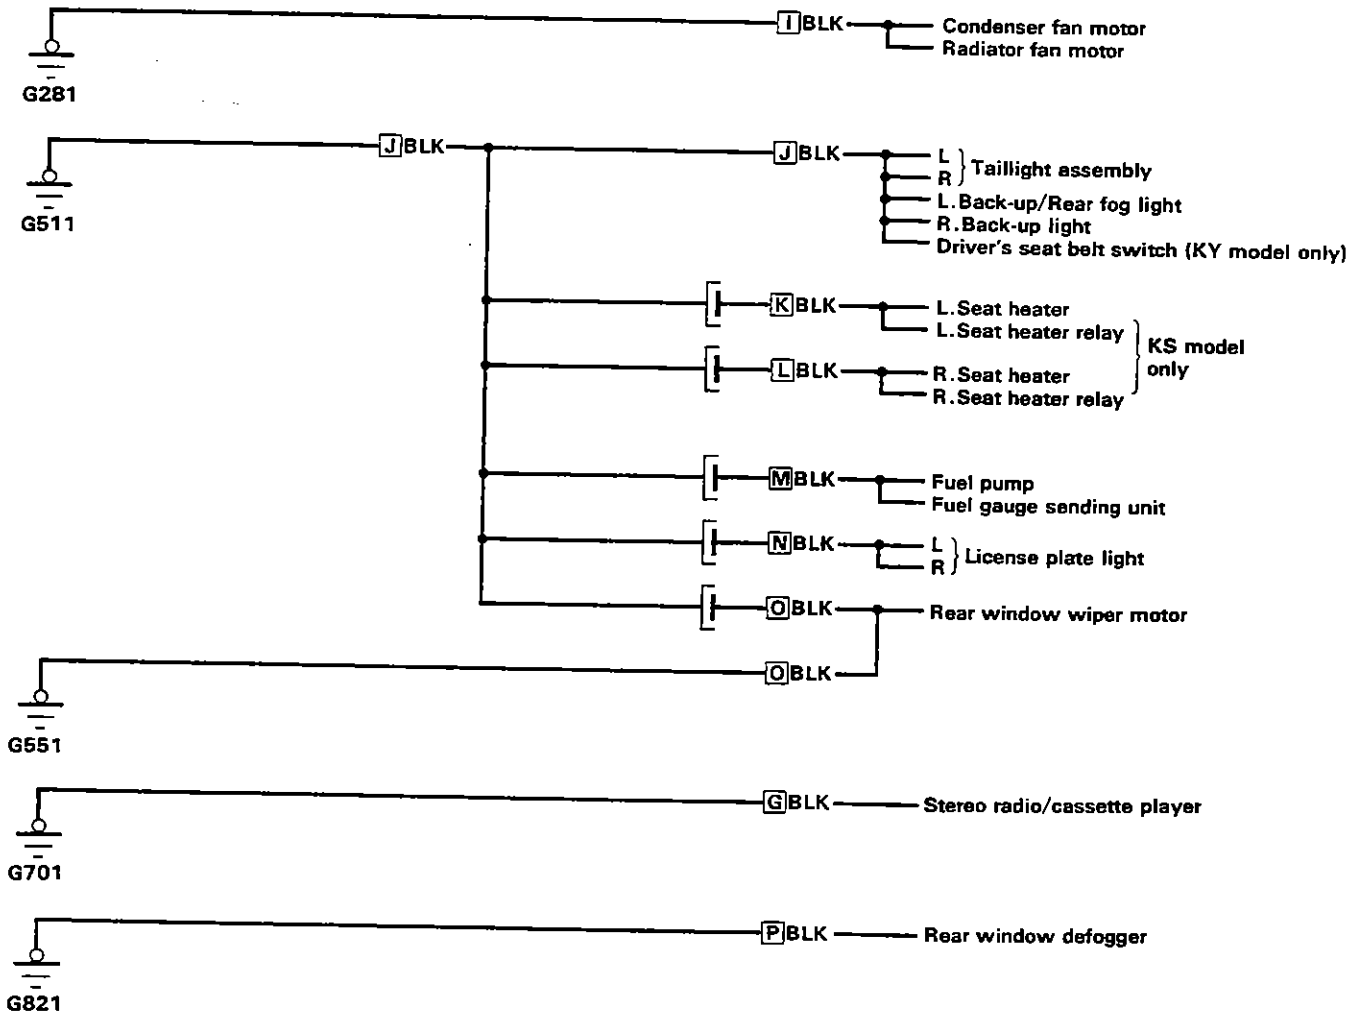 I BLK
Condenser fan motor
Radiator fan motor
G281
J BLK
J BLK
L
R
Taillight assembly
L.Back-up/Rear fog light
R.Back-up light
Driver's seat belt switch (KY model only)
G511
K BLK
L.Seat heater
L.Seat heater relay
KS model
only
L BLK
R.Seat heater
R.Seat heater relay
M BLK
Fuel pump
Fuel gauge sending unit
N BLK
L
R
License plate light
O BLK
Rear window wiper motor
O BLK
G551
G BLK
Stereo radio/cassette player
G701
P BLK
Rear window defogger
G821